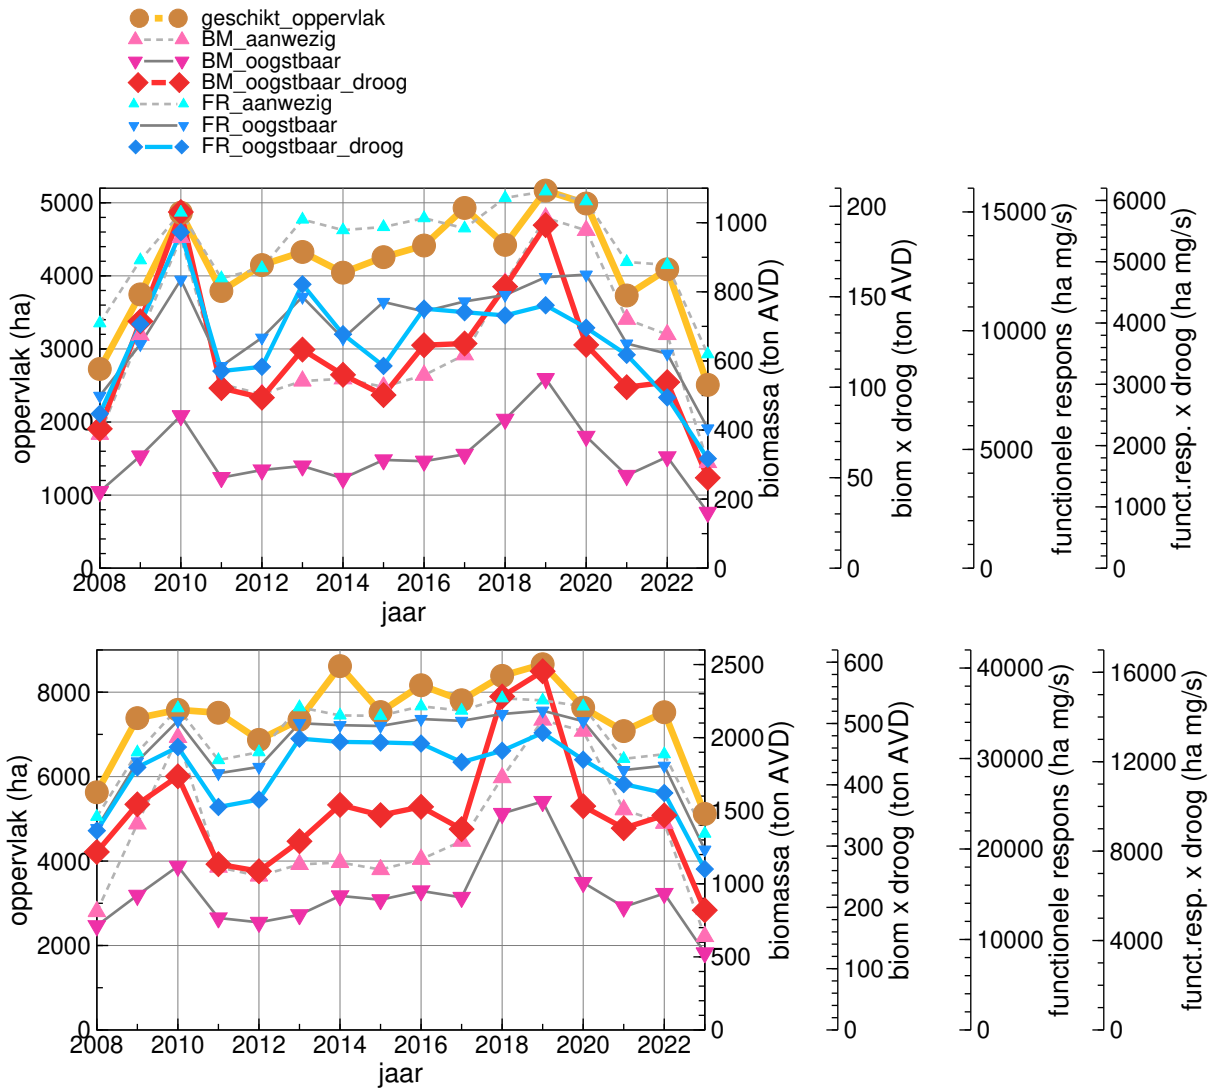 geschikt_oppervlak
BM_aanwezig
BM_oogstbaar
BM_oogstbaar_droog
FR_aanwezig
FR_oogstbaar
FR_oogstbaar_droog
5000
4000
3000
2000
1000
0
oppervlak (ha)
1000
800
600
400
200
0
biomassa (ton AVD)
200
150
100
50
0
biom x droog (ton AVD)
15000
10000
5000
0
functionele respons (ha mg/s)
6000
5000
4000
3000
2000
1000
0
funct.resp. x droog (ha mg/s)
2008 2010 2012 2014 2016 2018 2020 2022
jaar
8000
6000
4000
2000
0
oppervlak (ha)
2500
2000
1500
1000
500
0
biomassa (ton AVD)
600
500
400
300
200
100
0
biom x droog (ton AVD)
40000
30000
20000
10000
0
functionele respons (ha mg/s)
16000
12000
8000
4000
0
funct.resp. x droog (ha mg/s)
2008 2010 2012 2014 2016 2018 2020 2022
jaar